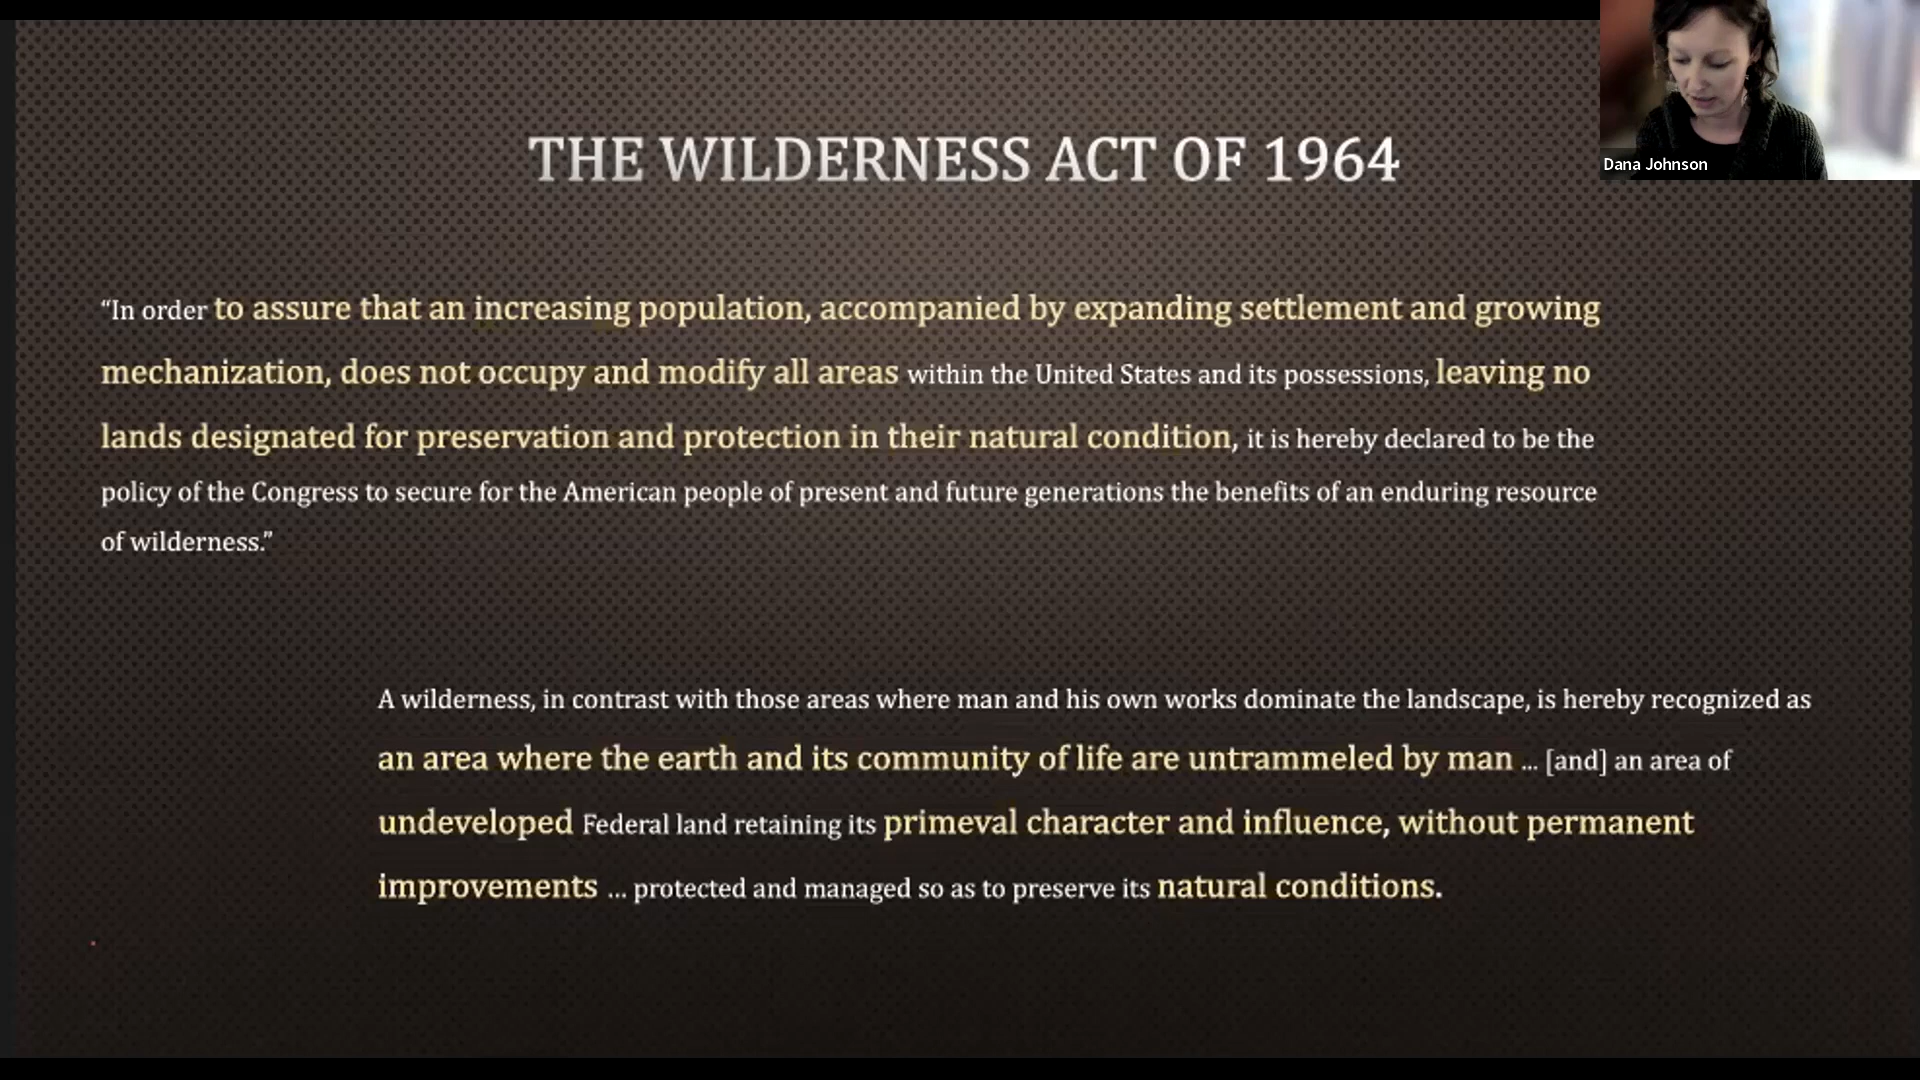 Dana Johnson
THE WILDERNESS ACT OF 1964
“In order to assure that an increasing population, accompanied by expanding settlement and growing
mechanization, does not occupy and modify all areas within the United States and its possessions, leaving no
lands designated for preservation and protection in their natural condition, it is hereby declared to be the
policy of the Congress to secure for the American people of present and future generations the benefits of an enduring resource
of wilderness.”
A wilderness, in contrast with those areas where man and his own works dominate the landscape, is hereby recognized as
an area where the earth and its community of life are untrammeled by man ... [and] an area of
undeveloped Federal land retaining its primeval character and influence, without permanent
improvements ... protected and managed so as to preserve its natural conditions.